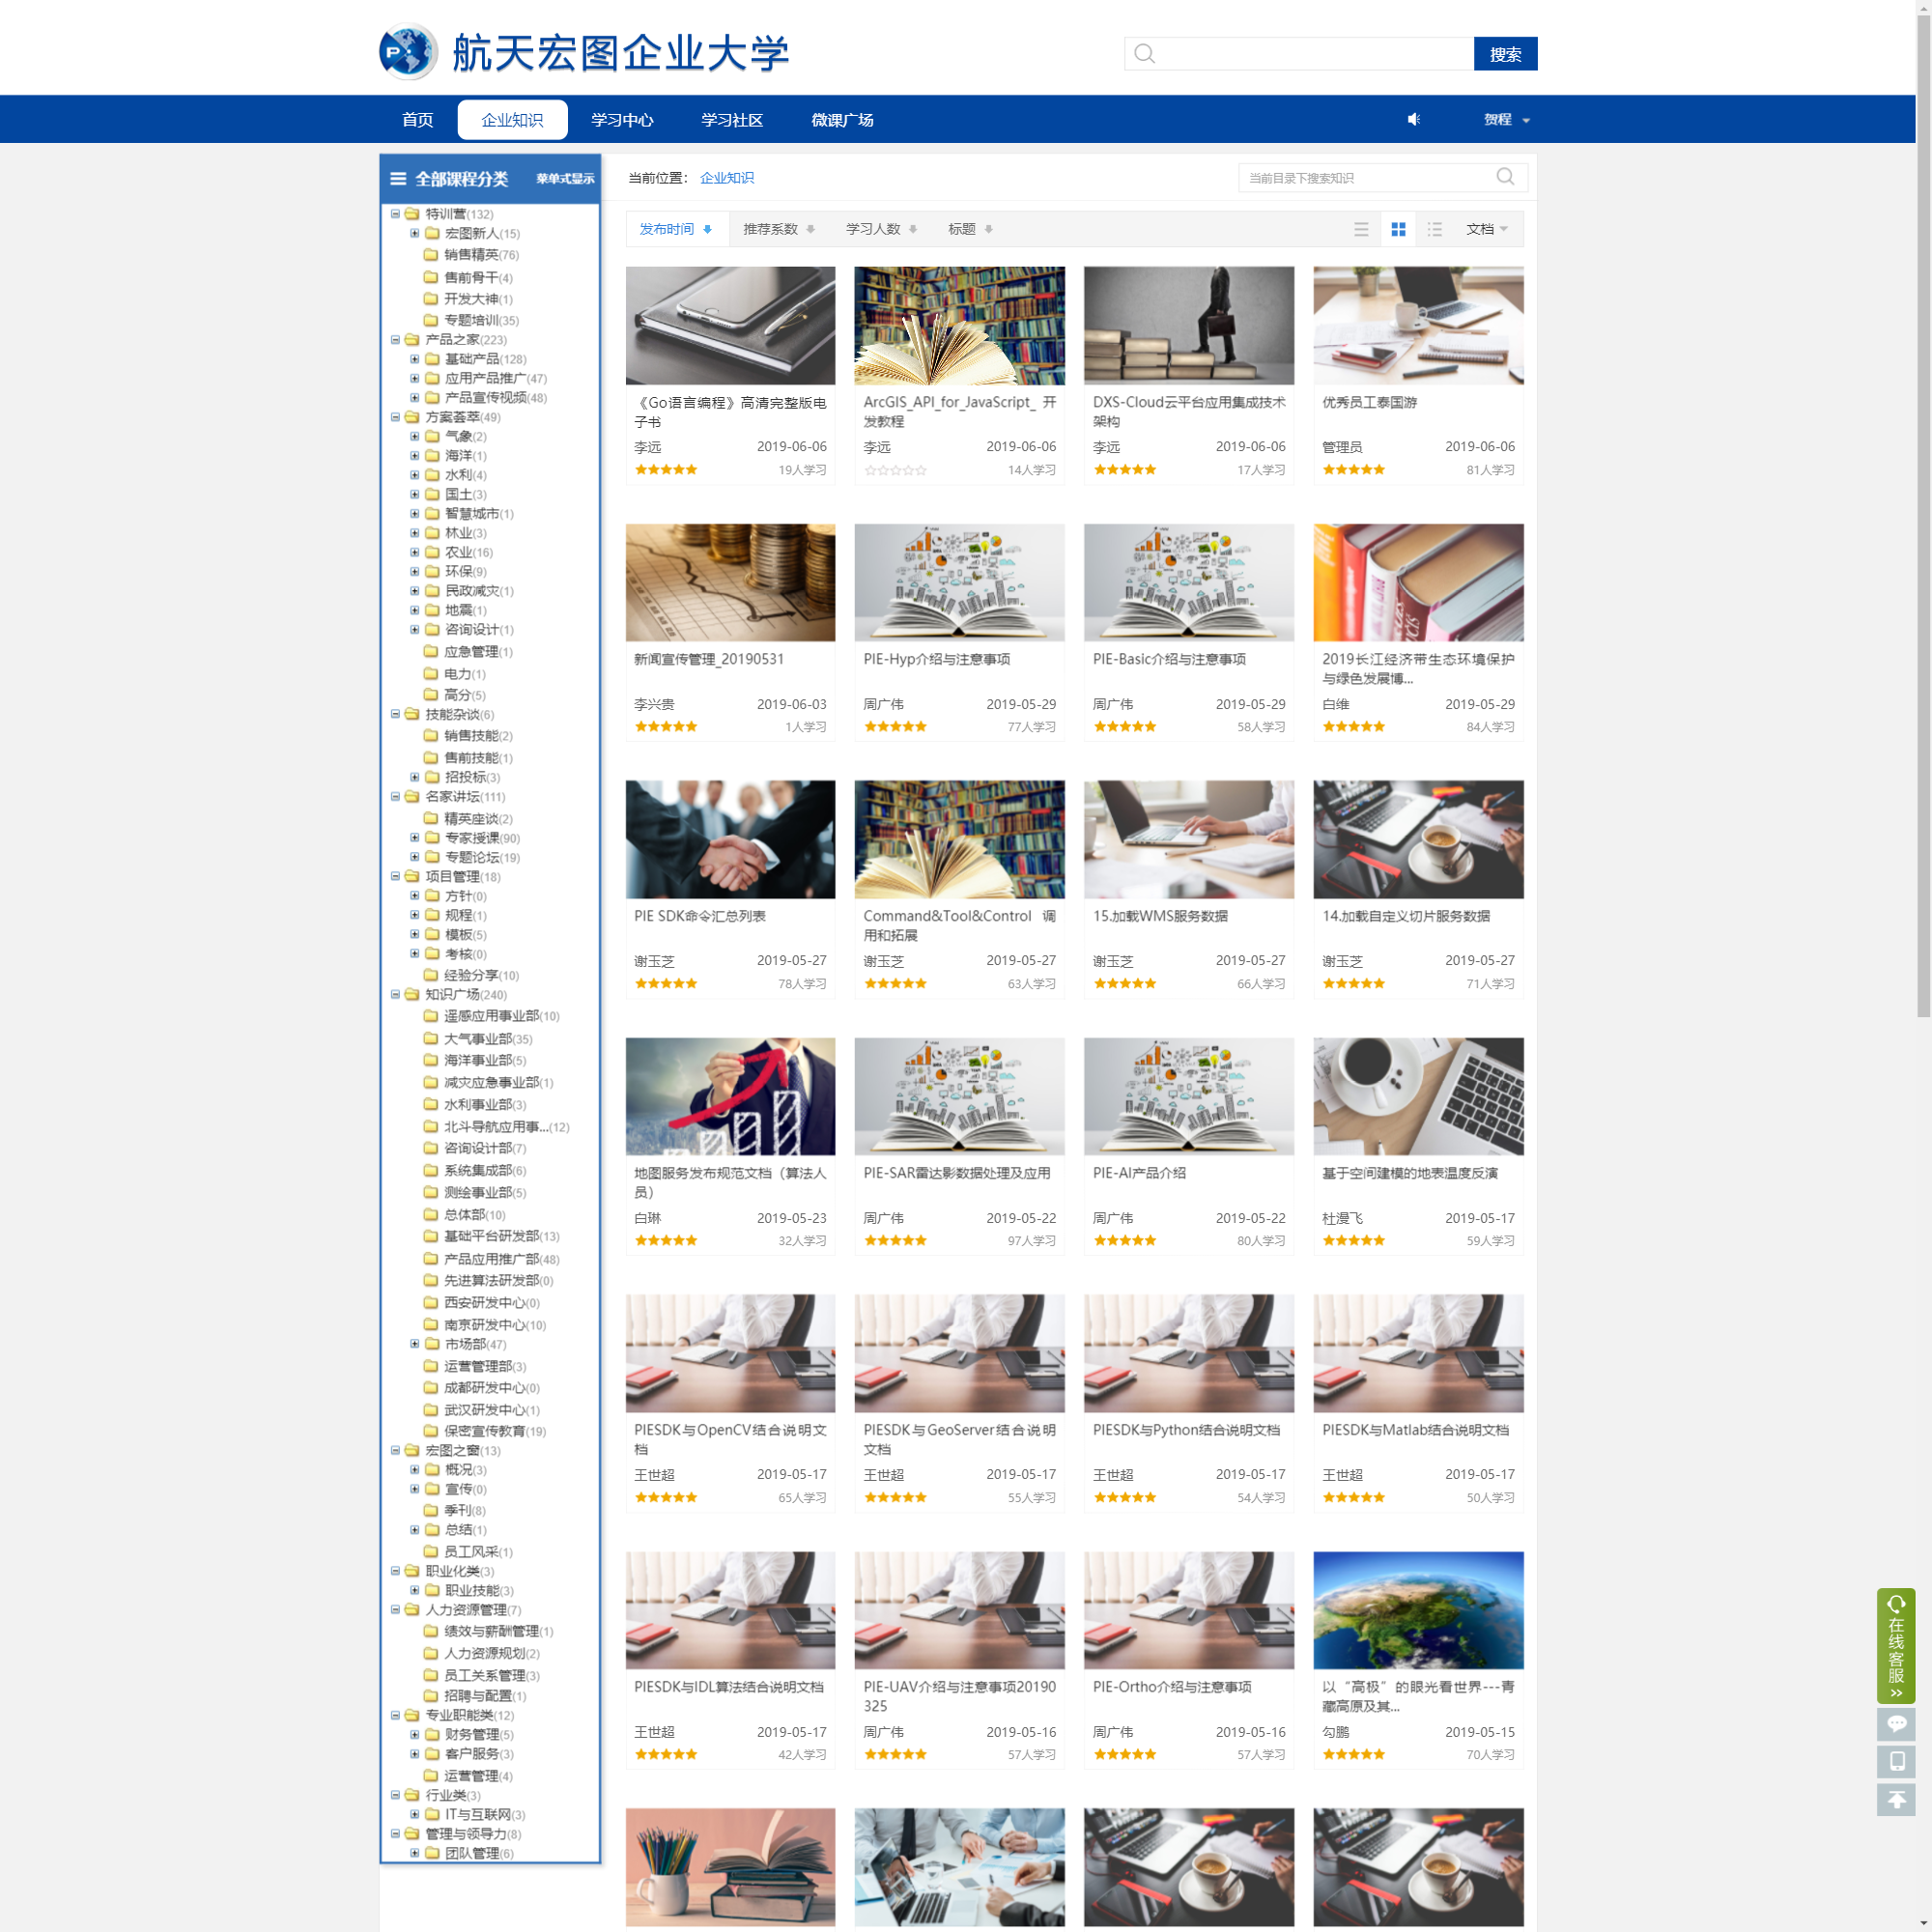 航天宏图企业大学
搜索
首页 企业知识 学习中心 学习社区 微课广场 贺程
全部课程分类 菜单式显示
特训营(132)
宏图新人(15)
销售精英(76)
售前骨干(4)
开发大神(1)
专题培训(35)
产品之家(223)
基础产品(128)
应用产品推广(47)
产品宣传视频(48)
方案荟萃(49)
气象(2)
海洋(1)
水利(4)
国土(3)
智慧城市(1)
林业(3)
农业(16)
环保(9)
民政减灾(1)
地震(1)
咨询设计(1)
应急管理(1)
电力(1)
高分(5)
技能杂谈(6)
销售技能(2)
售前技能(1)
招投标(3)
名家讲坛(111)
精英座谈(2)
专家授课(90)
专题论坛(19)
项目管理(18)
方针(0)
规程(1)
模板(5)
考核(0)
经验分享(10)
知识广场(240)
遥感应用事业部(10)
大气事业部(35)
海洋事业部(5)
减灾应急事业部(1)
水利事业部(3)
北斗导航应用事...(12)
咨询设计部(7)
系统集成部(6)
测绘事业部(5)
总体部(10)
基础平台研发部(13)
产品应用推广部(48)
先进算法研发部(0)
西安研发中心(0)
南京研发中心(10)
市场部(47)
运营管理部(3)
成都研发中心(0)
武汉研发中心(1)
保密宣传教育(19)
宏图之窗(13)
概况(3)
宣传(0)
季刊(8)
总结(1)
员工风采(1)
职业化类(3)
职业技能(3)
人力资源管理(7)
绩效与薪酬管理(1)
人力资源规划(2)
员工关系管理(3)
招聘与配置(1)
专业职能类(12)
财务管理(5)
客户服务(3)
运营管理(4)
行业类(3)
IT与互联网(3)
管理与领导力(8)
团队管理(6)
当前位置： 企业知识
当前目录下搜索知识
发布时间 推荐系数 学习人数 标题 文档
《Go语言编程》高清完整版电
子书
李远 2019-06-06
19人学习
ArcGIS_API_for_JavaScript_ 开
发教程
李远 2019-06-06
14人学习
DXS-Cloud云平台应用集成技术
架构
李远 2019-06-06
17人学习
优秀员工泰国游
管理员 2019-06-06
81人学习
新闻宣传管理_20190531
李兴贵 2019-06-03
1人学习
PIE-Hyp介绍与注意事项
周广伟 2019-05-29
77人学习
PIE-Basic介绍与注意事项
周广伟 2019-05-29
58人学习
2019长江经济带生态环境保护
与绿色发展博...
白维 2019-05-29
84人学习
PIE SDK命令汇总列表
谢玉芝 2019-05-27
78人学习
Command&Tool&Control 调
用和拓展
谢玉芝 2019-05-27
63人学习
15.加载WMS服务数据
谢玉芝 2019-05-27
66人学习
14.加载自定义切片服务数据
谢玉芝 2019-05-27
71人学习
地图服务发布规范文档（算法人
员）
白琳 2019-05-23
32人学习
PIE-SAR雷达影数据处理及应用
周广伟 2019-05-22
97人学习
PIE-AI产品介绍
周广伟 2019-05-22
80人学习
基于空间建模的地表温度反演
杜漫飞 2019-05-17
59人学习
PIESDK与OpenCV结合说明文
档
王世超 2019-05-17
65人学习
PIESDK与GeoServer结合说明
文档
王世超 2019-05-17
55人学习
PIESDK与Python结合说明文档
王世超 2019-05-17
54人学习
PIESDK与Matlab结合说明文档
王世超 2019-05-17
50人学习
PIESDK与IDL算法结合说明文档
王世超 2019-05-17
42人学习
PIE-UAV介绍与注意事项20190
325
周广伟 2019-05-16
57人学习
PIE-Ortho介绍与注意事项
周广伟 2019-05-16
57人学习
以“高极”的眼光看世界---青
藏高原及其...
勾鹏 2019-05-15
70人学习
在线客服